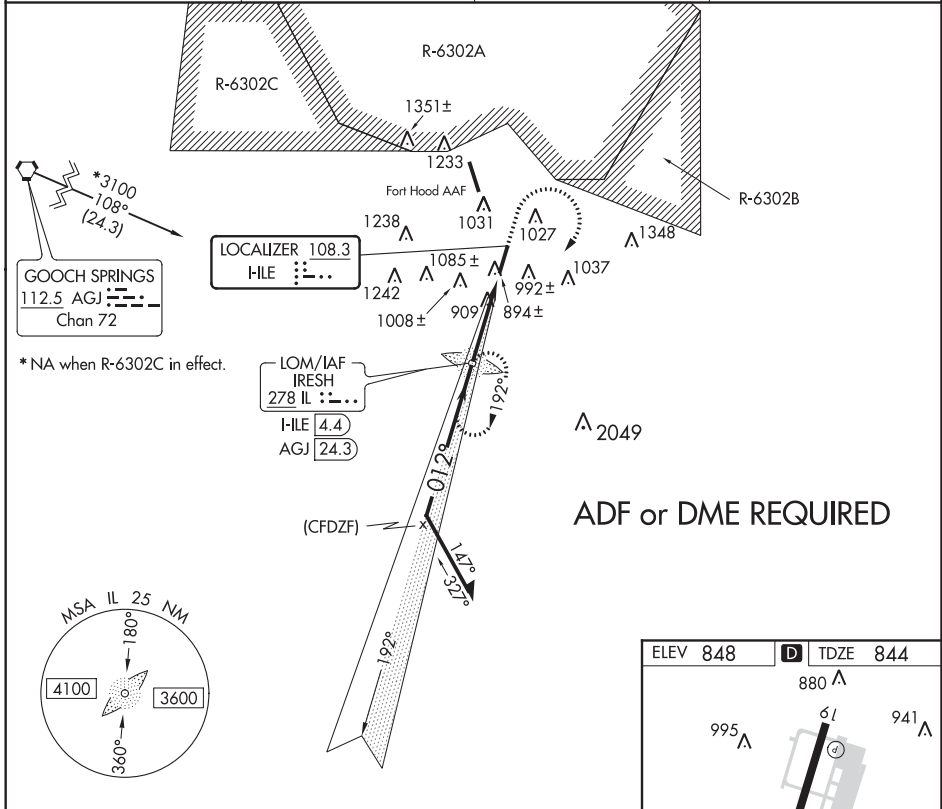 R-6302A
R-6302C
1351±
1233
*3100
108°
(24.3)
Fort Hood AAF
R-6302B
1031
1027
1238
1348
LOCALIZER 108.3
I-ILE
1085±
1037
992±
GOOCH SPRINGS
112.5 AGJ
Chan 72
1242
1008±
909
894±
* NA when R-6302C in effect.
LOM/IAF
IRESH
278 IL
192°
I-ILE 4.4
AGJ 24.3
2049
012°
ADF or DME REQUIRED
(CFDZF)
147°
327°
MSA IL 25 NM
180°
192°
4100
3600
360°
ELEV 848 D TDZE 844
880
995
19
941
P